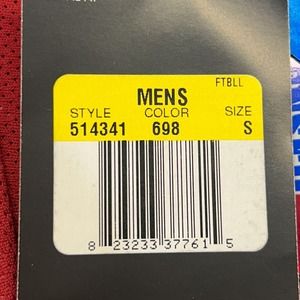 FTBLL
MENS
STYLE COLOR SIZE
514341 698 S
8 23233 37761 5